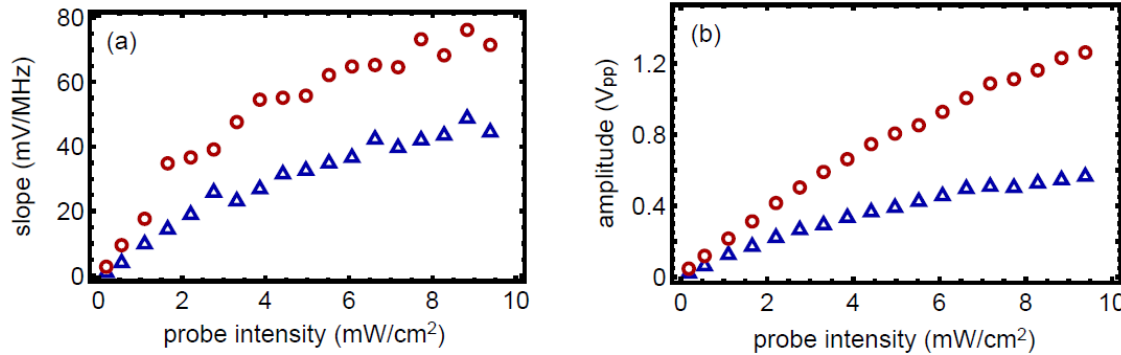 (a)
slope (mV/MHz)
80
60
40
20
0
0 2 4 6 8 10
probe intensity (mW/cm²)
(b)
amplitude (Vpp)
1.2
0.8
0.4
0
0 2 4 6 8 10
probe intensity (mW/cm²)